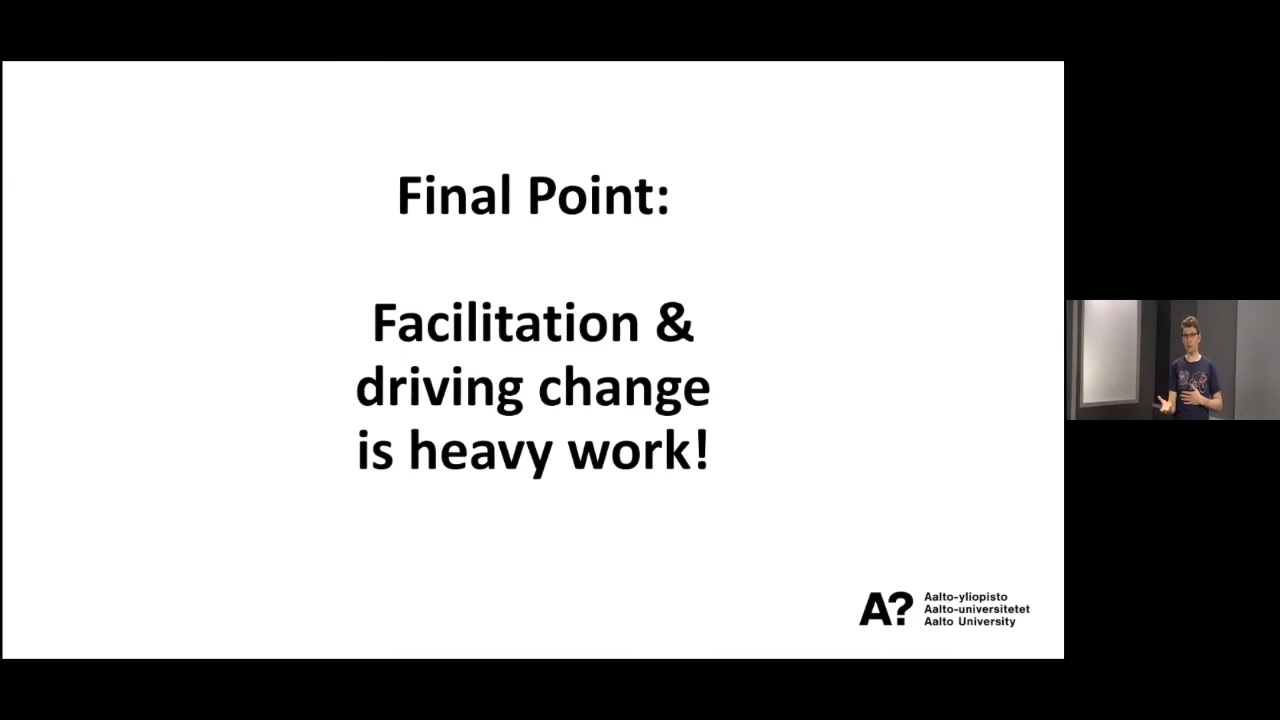 Final Point:
Facilitation &
driving change
is heavy work!
A?
Aalto-yliopisto
Aalto-universitetet
Aalto University